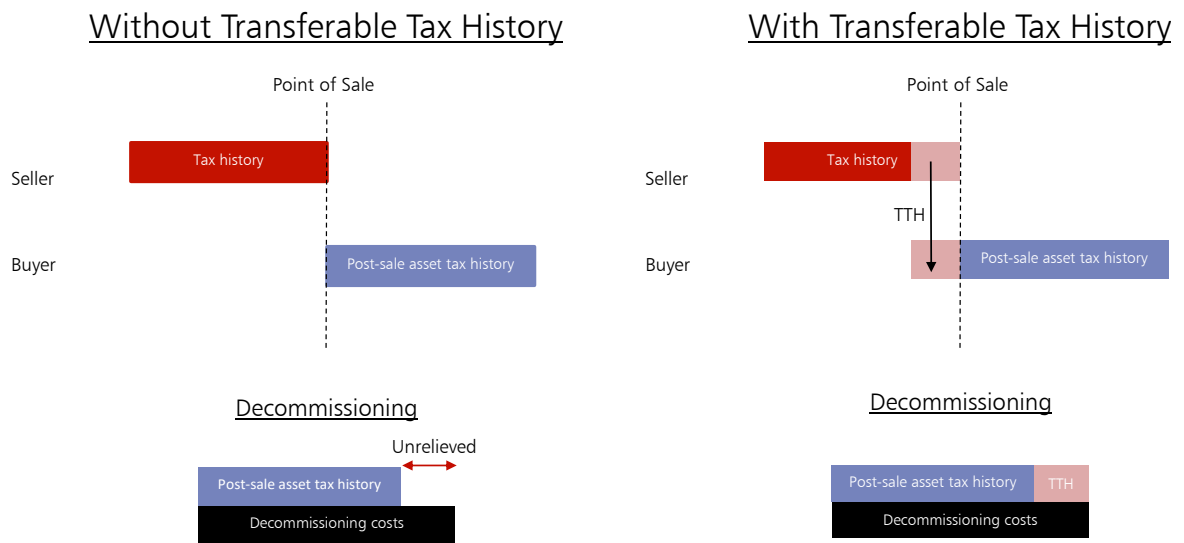 Without Transferable Tax History
Point of Sale
Tax history
Seller
Buyer
Post-sale asset tax history
Decommissioning
Unrelieved
Post-sale asset tax history
Decommissioning costs
With Transferable Tax History
Point of Sale
Tax history
Seller
TTH
Buyer
Post-sale asset tax history
Decommissioning
Post-sale asset tax history
TTH
Decommissioning costs